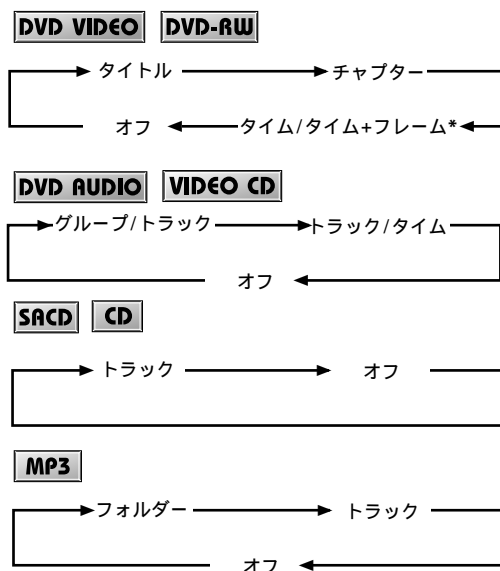 DVD VIDEO DVD-RW
タイトル チャプター
オフ タイム/タイム+フレーム*
DVD AUDIO VIDEO CD
グループ/トラック トラック/タイム
オフ
SACD CD
トラック オフ
MP3
フォルダー トラック
オフ